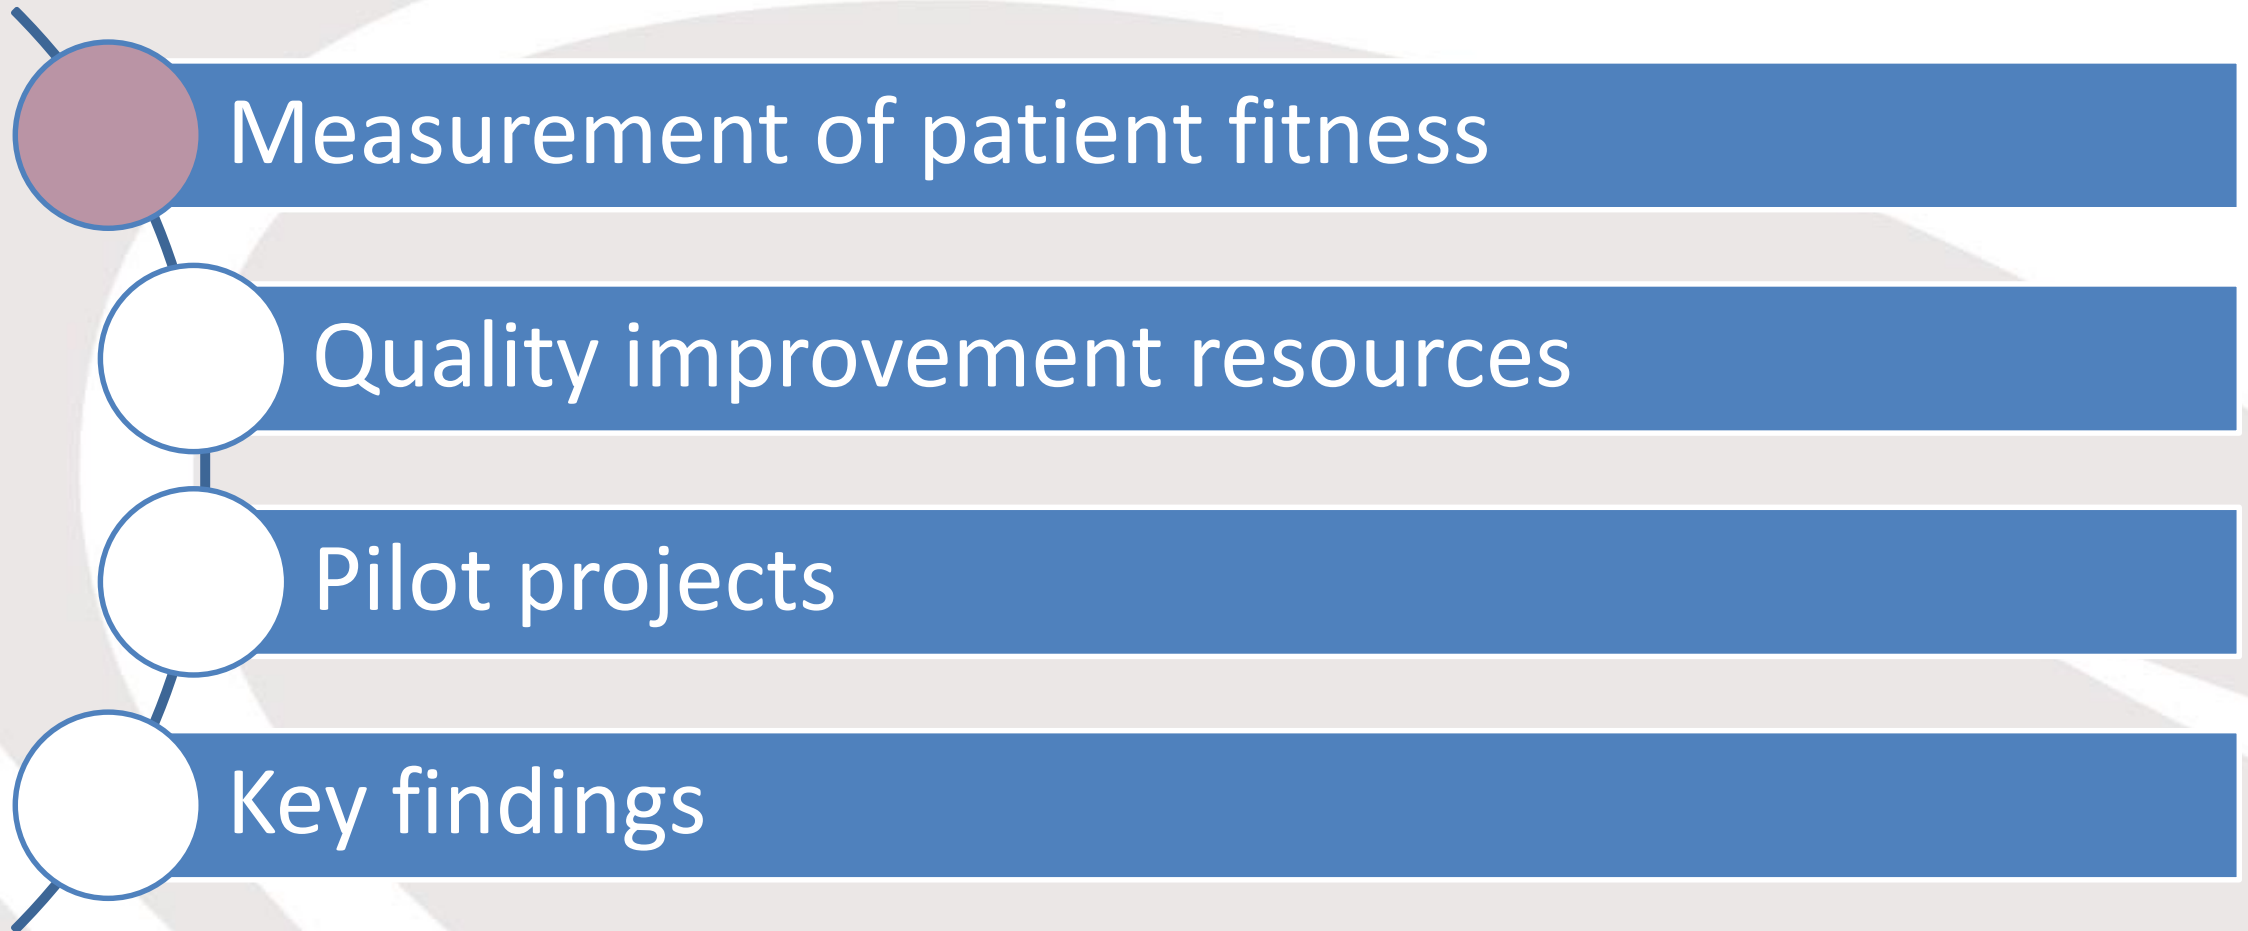 Measurement of patient fitness
Quality improvement resources
Pilot projects
Key findings